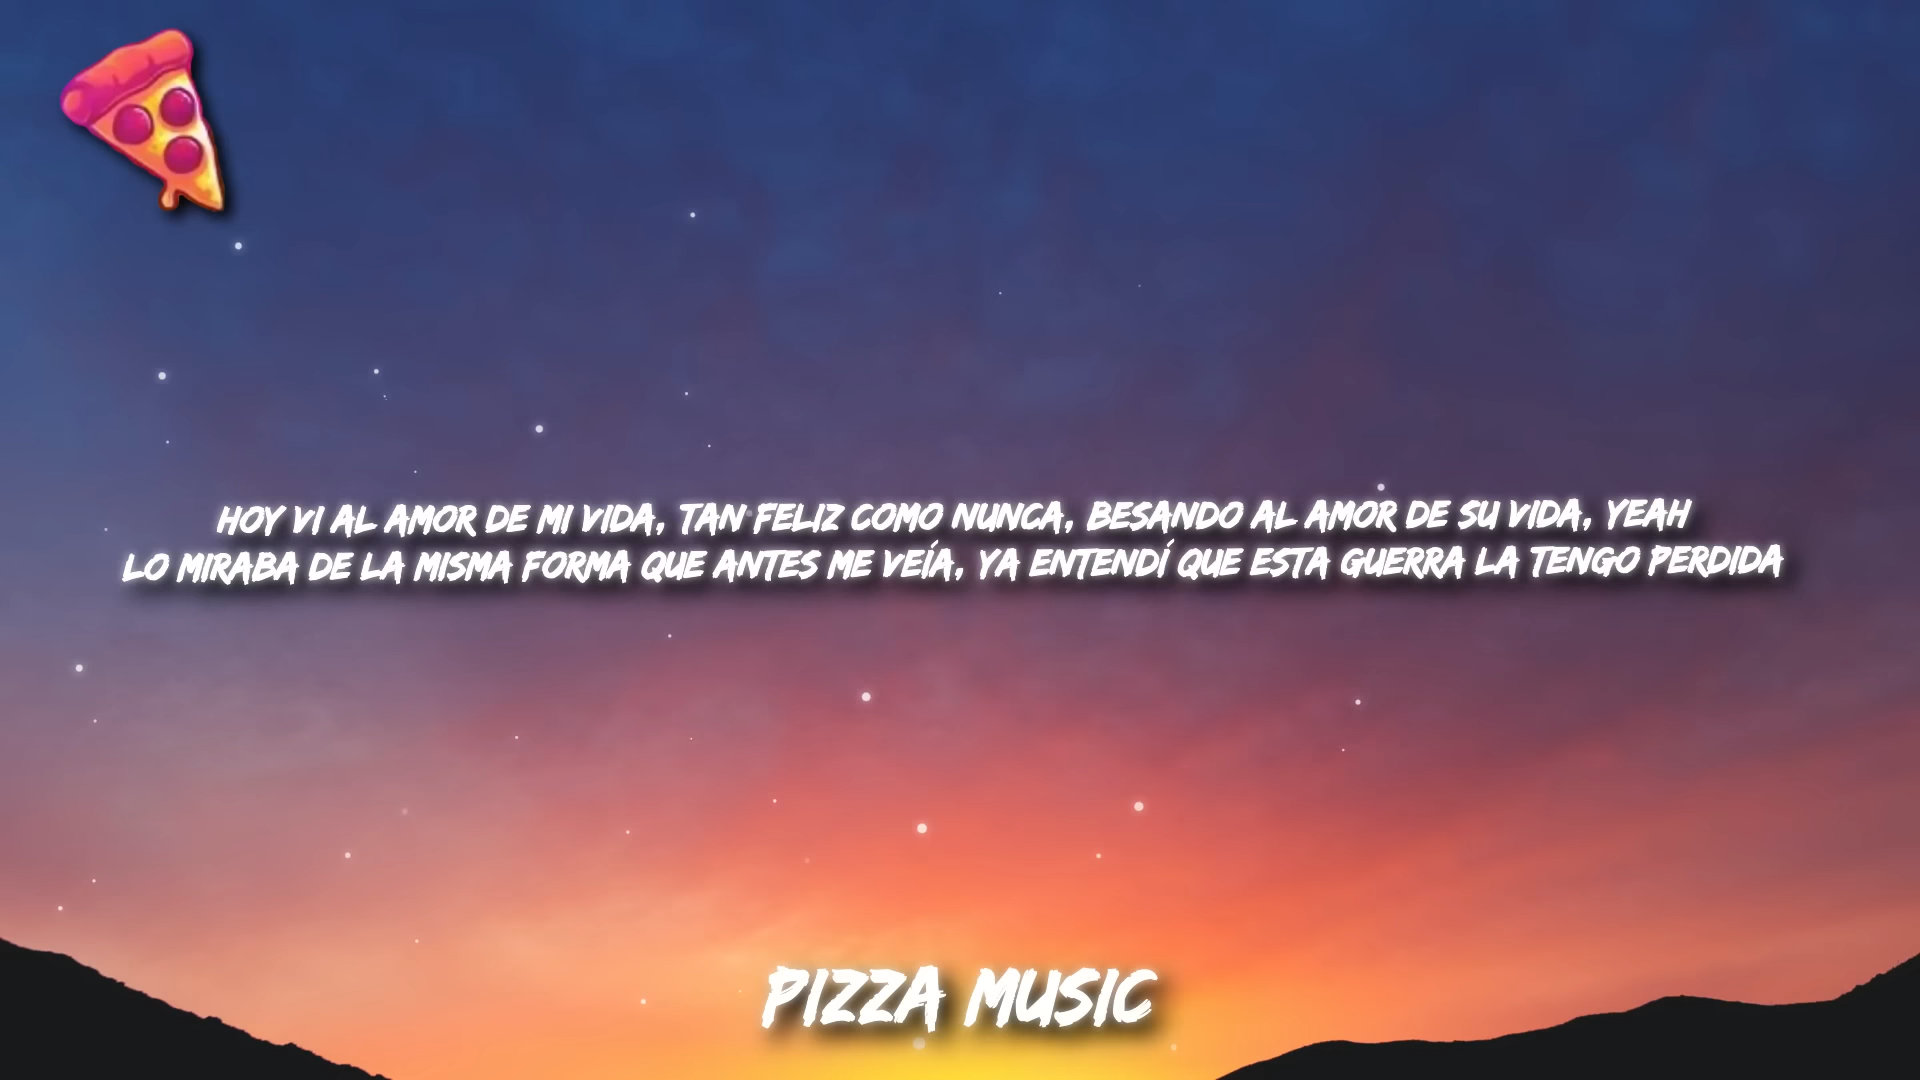 HOY VI AL AMOR DE MI VIDA, TAN FELIZ COMO NUNCA, BESANDO AL AMOR DE SU VIDA, YEAH
LO MIRABA DE LA MISMA FORMA QUE ANTES ME VEÍA, YA ENTENDÍ QUE ESTA GUERRA LA TENGO PERDIDA
PIZZA MUSIC